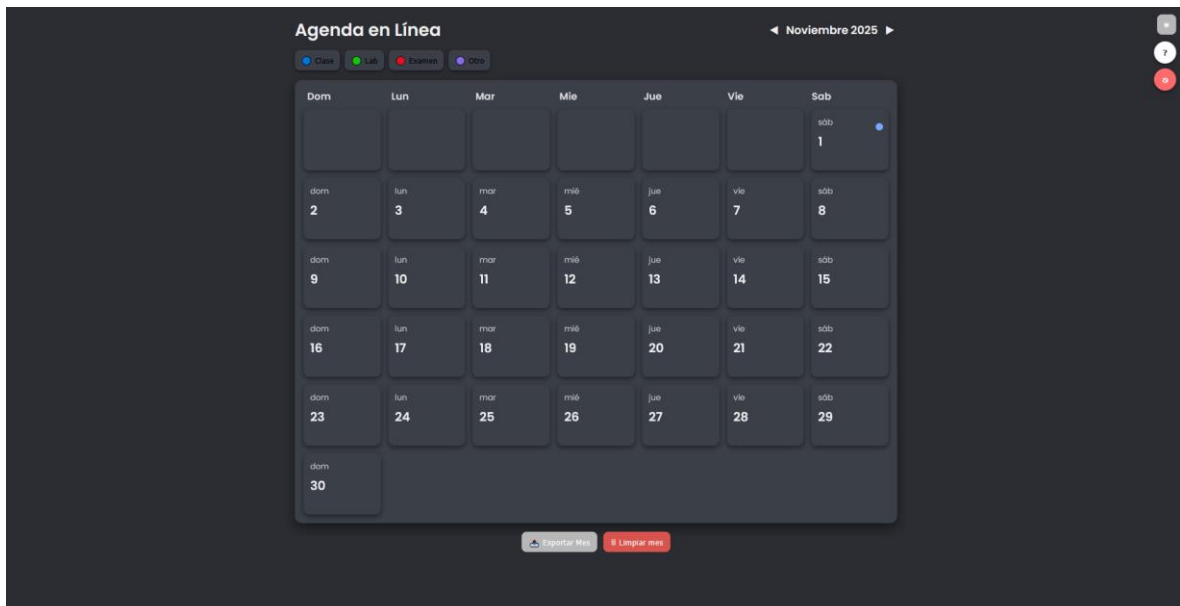 Agenda en Línea
◀ Noviembre 2025 ▶
Clase Lab Examen Otro
Dom Lun Mar Mie Jue Vie Sab
sáb
1
dom lun mar mié jue vie sáb
2 3 4 5 6 7 8
dom lun mar mié jue vie sáb
9 10 11 12 13 14 15
dom lun mar mié jue vie sáb
16 17 18 19 20 21 22
dom lun mar mié jue vie sáb
23 24 25 26 27 28 29
dom
30
Exportar Mes Limpiar mes
?